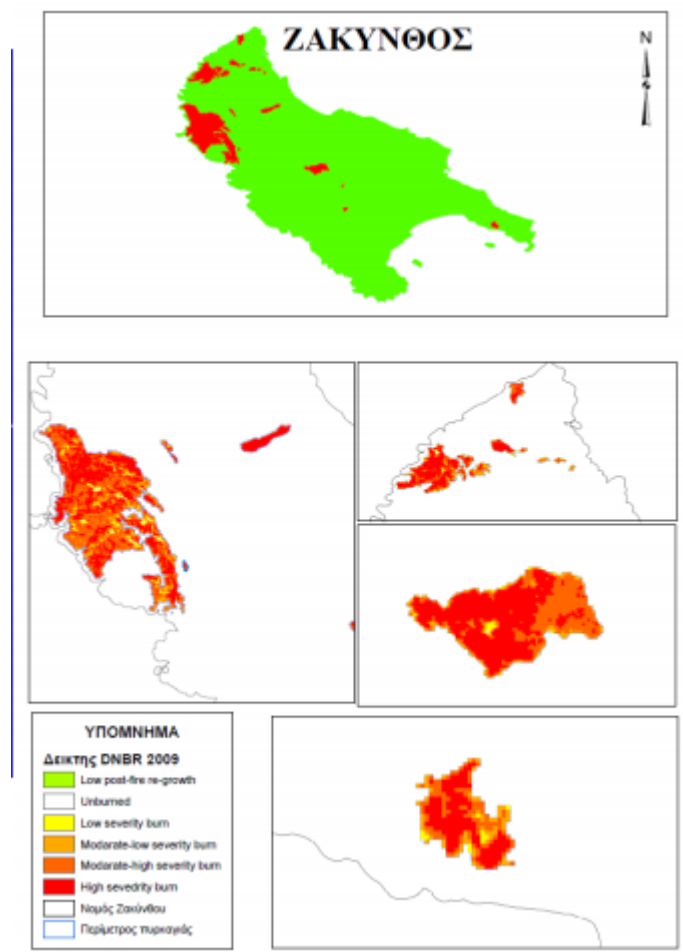 ΖΑΚΥΝΘΟΣ
N
ΥΠΟΜΝΗΜΑ
Δεικτης DNBR 2009
Low post-fire re-growth
Unburned
Low severity burn
Modarate-low severity burn
Modarate-high severity burn
High sevedrity burn
Νομός Ζακύνθου
Περίμετρος πυρκαγιάς